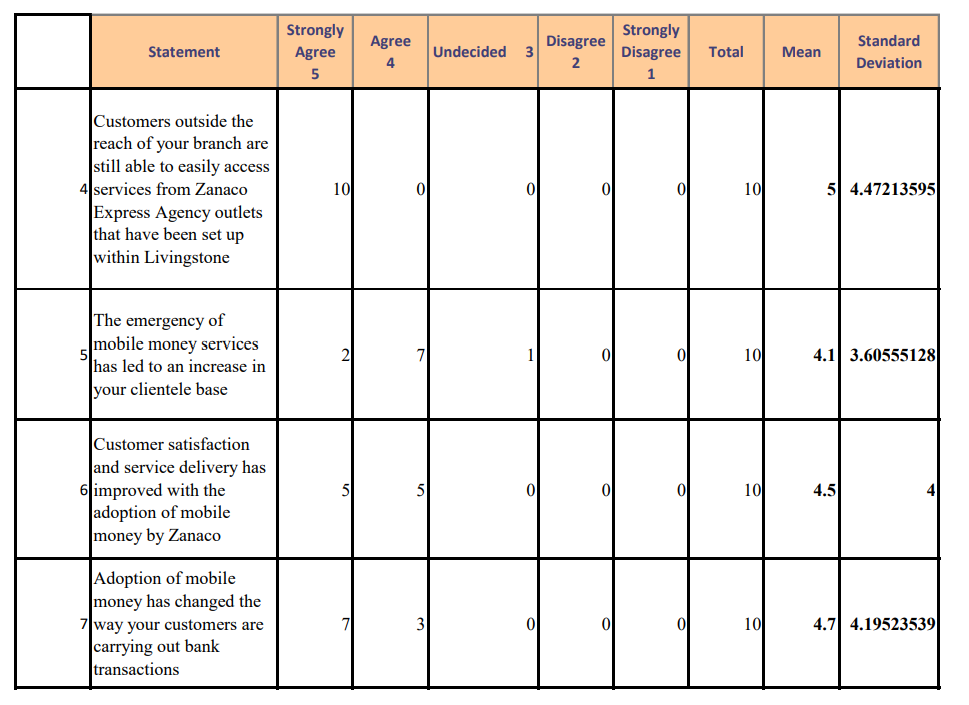 Statement Strongly Agree 5 Agree 4 Undecided 3 Disagree 2 Strongly Disagree 1 Total Mean Standard Deviation
4 Customers outside the
reach of your branch are
still able to easily access
services from Zanaco
Express Agency outlets
that have been set up
within Livingstone
10 0 0 0 0 10 5 4.47213595
5 The emergency of
mobile money services
has led to an increase in
your clientele base
2 7 1 0 0 10 4.1 3.60555128
6 Customer satisfaction
and service delivery has
improved with the
adoption of mobile
money by Zanaco
5 5 0 0 0 10 4.5 4
7 Adoption of mobile
money has changed the
way your customers are
carrying out bank
transactions
7 3 0 0 0 10 4.7 4.19523539